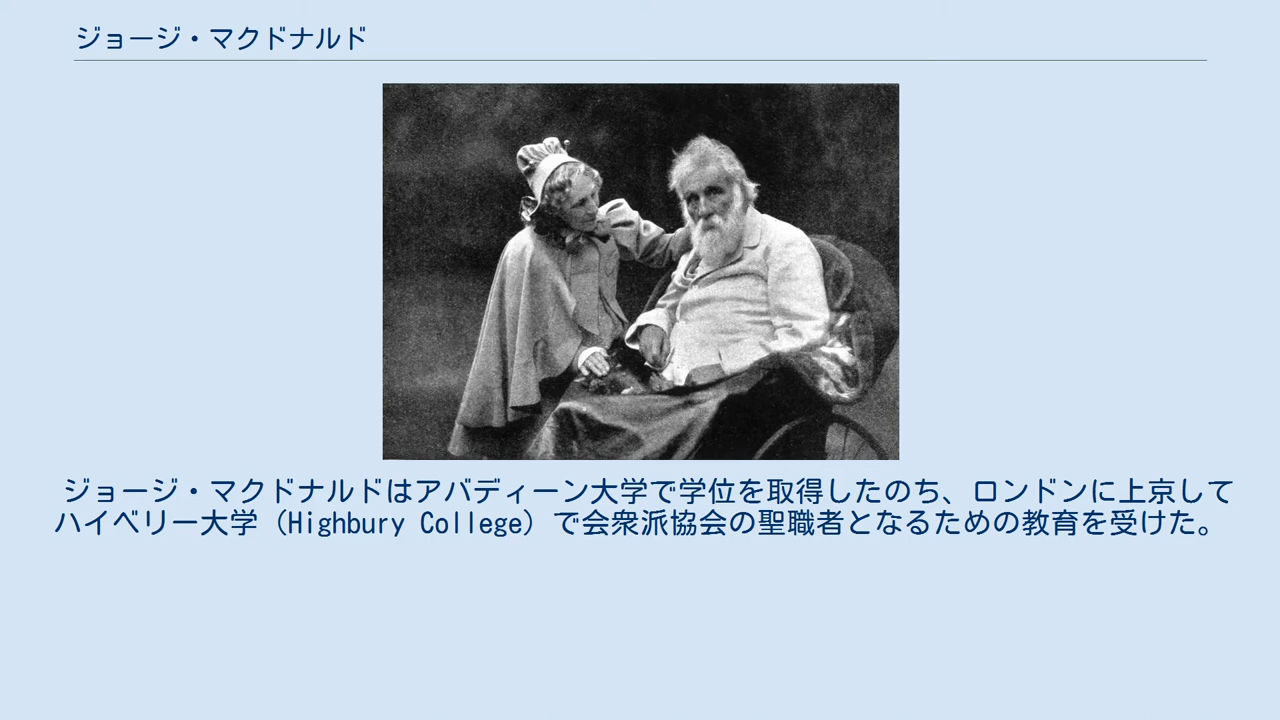 ジョージ・マクドナルド
ジョージ・マクドナルドはアバディーン大学で学位を取得したのち、ロンドンに上京して
ハイベリー大学（Highbury College）で会衆派協会の聖職者となるための教育を受けた。